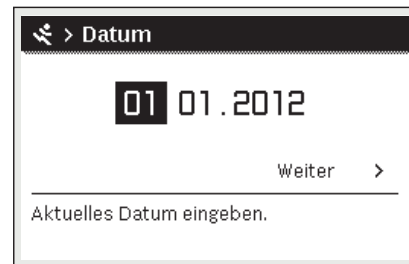 > Datum
01 01.2012
Weiter >
Aktuelles Datum eingeben.